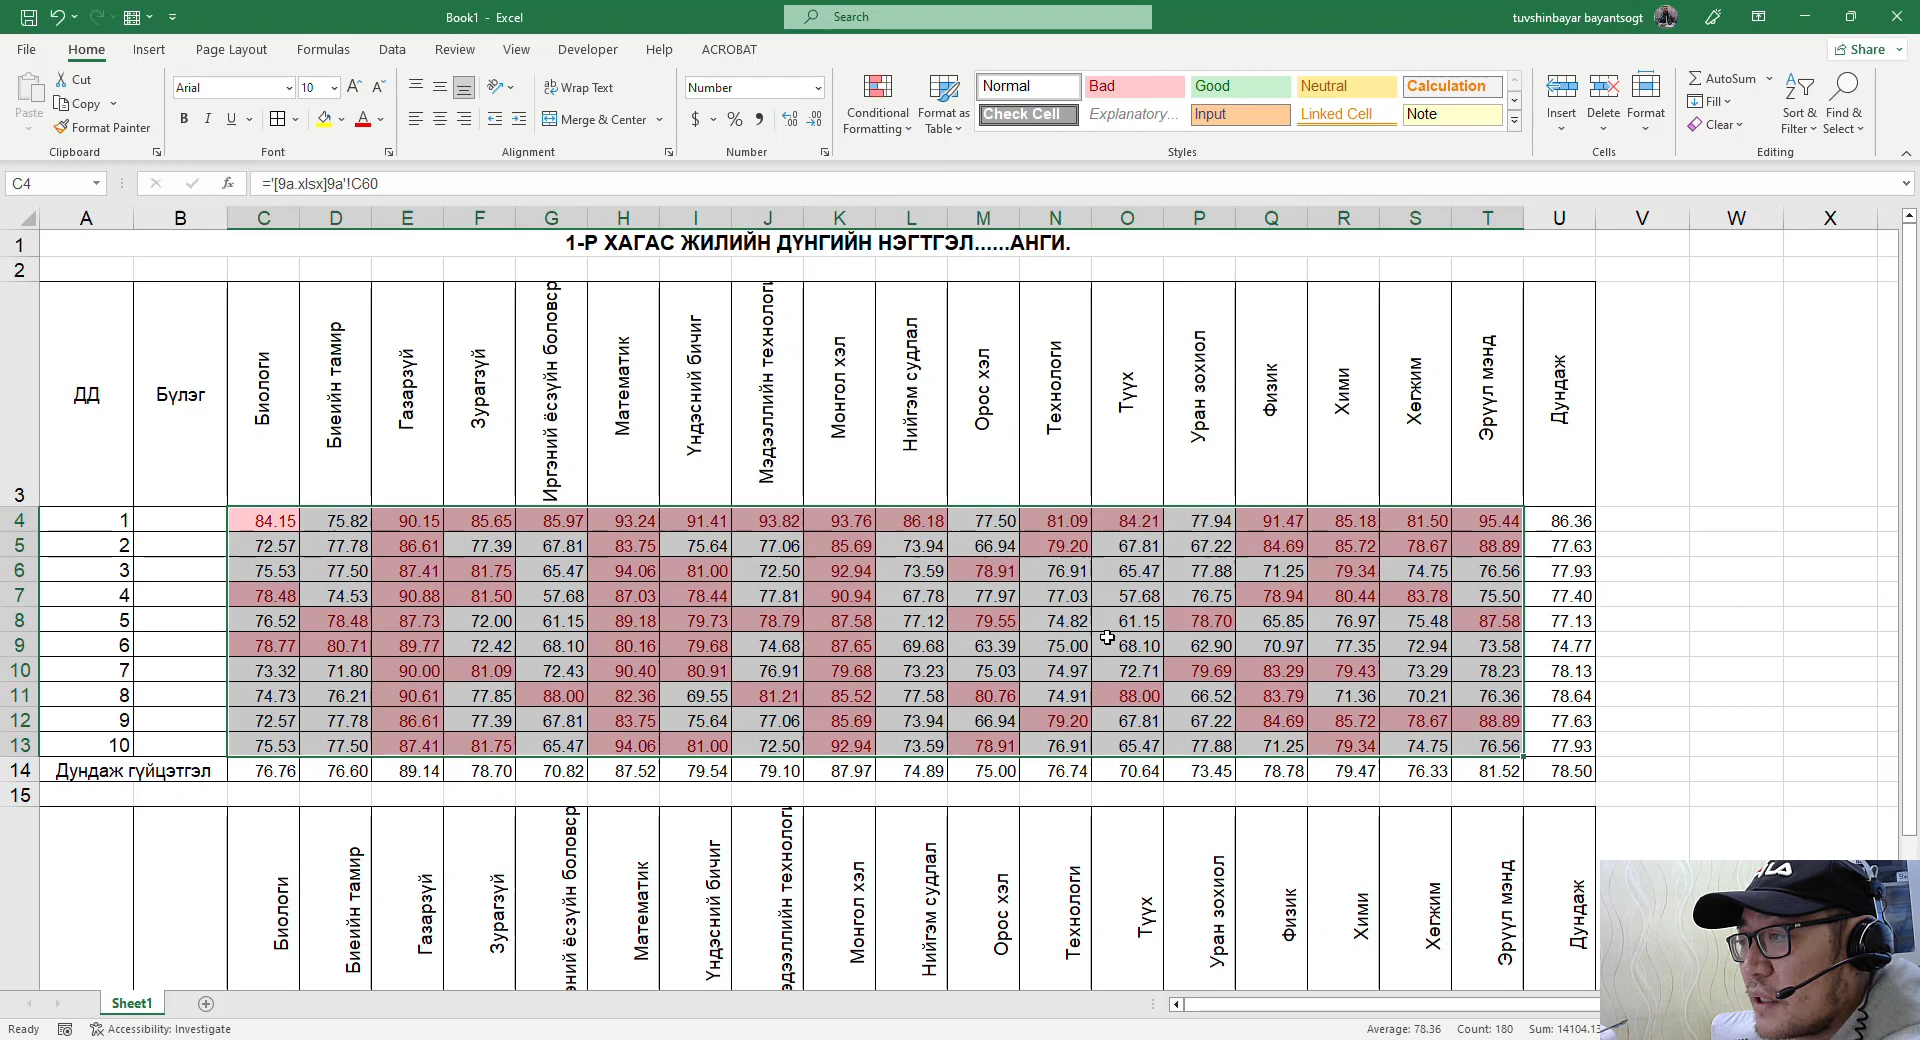 Book1 - Excel
Search
tuvshinbayar bayantsogt
File Home Insert Page Layout Formulas Data Review View Developer Help ACROBAT
Share
Paste
Cut
Copy
Format Painter
Clipboard
Arial 10
B I U
Font
Wrap Text
Merge & Center
Alignment
Number
$ %
Number
Conditional Formatting
Format as Table
Normal Bad Good Neutral Calculation
Check Cell Explanatory... Input Linked Cell Note
Styles
Insert Delete Format
Cells
AutoSum
Fill
Clear
Sort & Filter
Find & Select
Editing
C4 fx ='[9a.xlsx]9a'!C60
A B C D E F G H I J K L M N O P Q R S T U V W X
1 1-Р ХАГАС ЖИЛИЙН ДҮНГИЙН НЭГТГЭЛ......АНГИ.
2
3 ДД Бүлэг Биологи Биеийн тамир Газарзүй Зурагзүй Иргэний ёсзүйн боловср Математик Үндэсний бичиг Мэдээллийн технологи Монгол хэл Нийгэм судлал Орос хэл Технологи Түүх Уран зохиол Физик Хими Хөгжим Эрүүл мэнд Дундаж
4 1 84.15 75.82 90.15 85.65 85.97 93.24 91.41 93.82 93.76 86.18 77.50 81.09 84.21 77.94 91.47 85.18 81.50 95.44 86.36
5 2 72.57 77.78 86.61 77.39 67.81 83.75 75.64 77.06 85.69 73.94 66.94 79.20 67.81 67.22 84.69 85.72 78.67 88.89 77.63
6 3 75.53 77.50 87.41 81.75 65.47 94.06 81.00 72.50 92.94 73.59 78.91 76.91 65.47 77.88 71.25 79.34 74.75 76.56 77.93
7 4 78.48 74.53 90.88 81.50 57.68 87.03 78.44 77.81 90.94 67.78 77.97 77.03 57.68 76.75 78.94 80.44 83.78 75.50 77.40
8 5 76.52 78.48 87.73 72.00 61.15 89.18 79.73 78.79 87.58 77.12 79.55 74.82 61.15 78.70 65.85 76.97 75.48 87.58 77.13
9 6 78.77 80.71 89.77 72.42 68.10 80.16 79.68 74.68 87.65 69.68 63.39 75.00 68.10 62.90 70.97 77.35 72.94 73.58 74.77
10 7 73.32 71.80 90.00 81.09 72.43 90.40 80.91 76.91 79.68 73.23 75.03 74.97 72.71 79.69 83.29 79.43 73.29 78.23 78.13
11 8 74.73 76.21 90.61 77.85 88.00 82.36 69.55 81.21 85.52 77.58 80.76 74.91 88.00 66.52 83.79 71.36 70.21 76.36 78.64
12 9 72.57 77.78 86.61 77.39 67.81 83.75 75.64 77.06 85.69 73.94 66.94 79.20 67.81 67.22 84.69 85.72 78.67 88.89 77.63
13 10 75.53 77.50 87.41 81.75 65.47 94.06 81.00 72.50 92.94 73.59 78.91 76.91 65.47 77.88 71.25 79.34 74.75 76.56 77.93
14 Дундаж гүйцэтгэл 76.76 76.60 89.14 78.70 70.82 87.52 79.54 79.10 87.97 74.89 75.00 76.74 70.64 73.45 78.78 79.47 76.33 81.52 78.50
15
Биологи Биеийн тамир Газарзүй Зурагзүй эний ёсзүйн боловср Математик Үндэсний бичиг эдээллийн технологи Монгол хэл Нийгэм судлал Орос хэл Технологи Түүх Уран зохиол Физик Хими Хөгжим Эрүүл мэнд Дундаж
Sheet1
Ready Accessibility: Investigate Average: 78.36 Count: 180 Sum: 14104.13